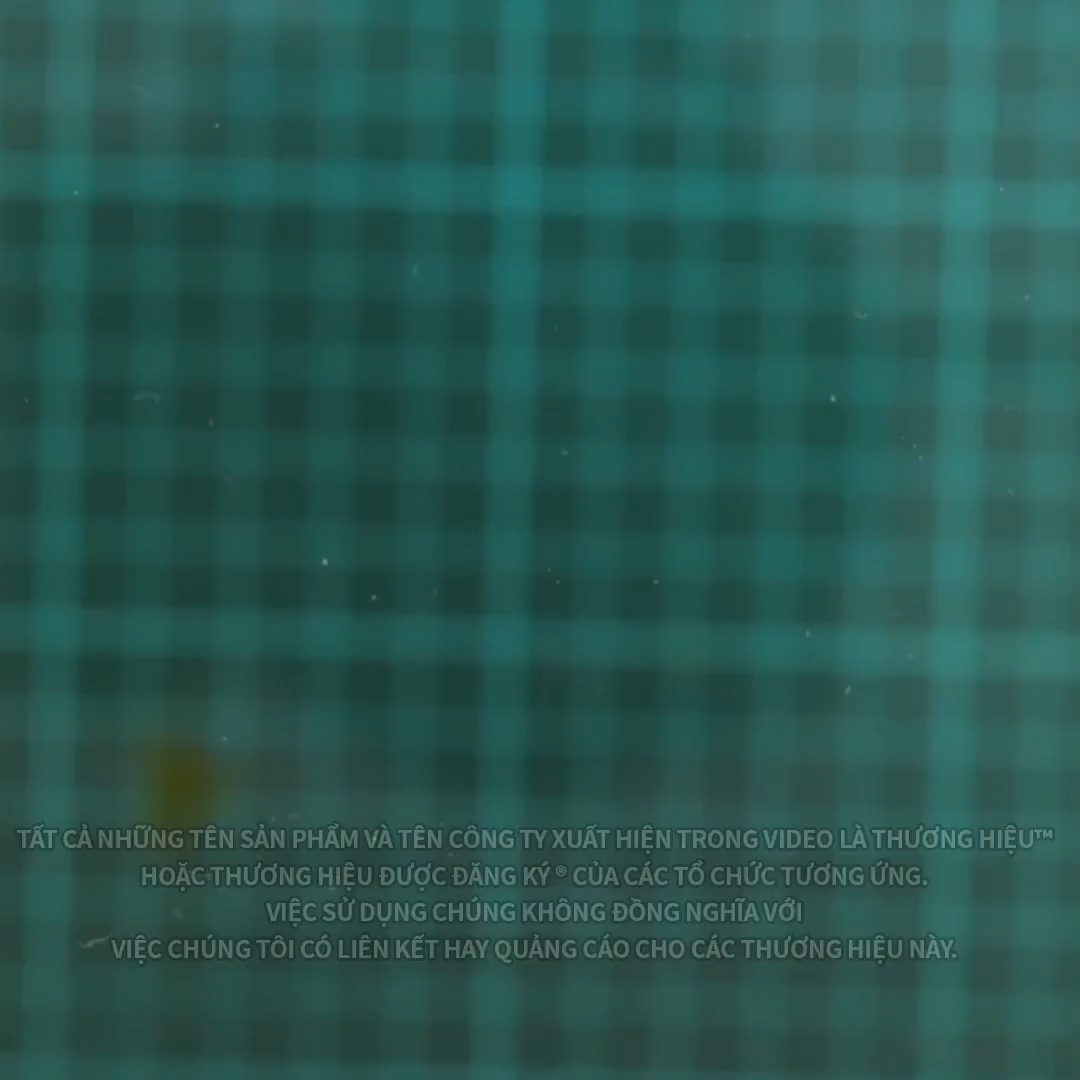 TẤT CẢ NHỮNG TÊN SẢN PHẨM VÀ TÊN CÔNG TY XUẤT HIỆN TRONG VIDEO LÀ THƯƠNG HIỆU™
HOẶC THƯƠNG HIỆU ĐƯỢC ĐĂNG KÝ ® CỦA CÁC TỔ CHỨC TƯƠNG ỨNG.
VIỆC SỬ DỤNG CHÚNG KHÔNG ĐỒNG NGHĨA VỚI
VIỆC CHÚNG TÔI CÓ LIÊN KẾT HAY QUẢNG CÁO CHO CÁC THƯƠNG HIỆU NÀY.